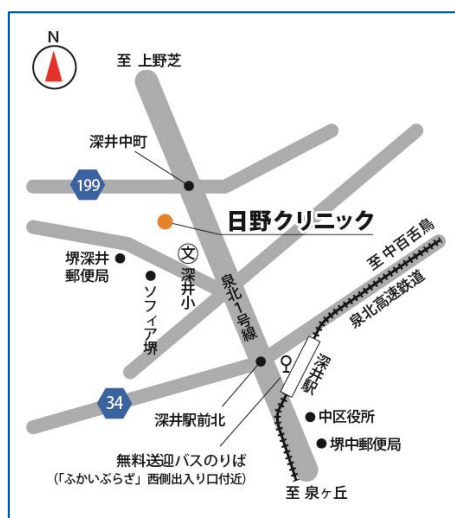 N
至 上野芝
深井中町
199
日野クリニック
堺深井
郵便局
ソフィア堺
文
深井小
泉北1号線
至 中百舌鳥
泉北高速鉄道
深井駅
34
深井駅前北
中区役所
堺中郵便局
無料送迎バスのりば
(「ふかいぷらざ」西側出入り口付近)
至 泉ヶ丘